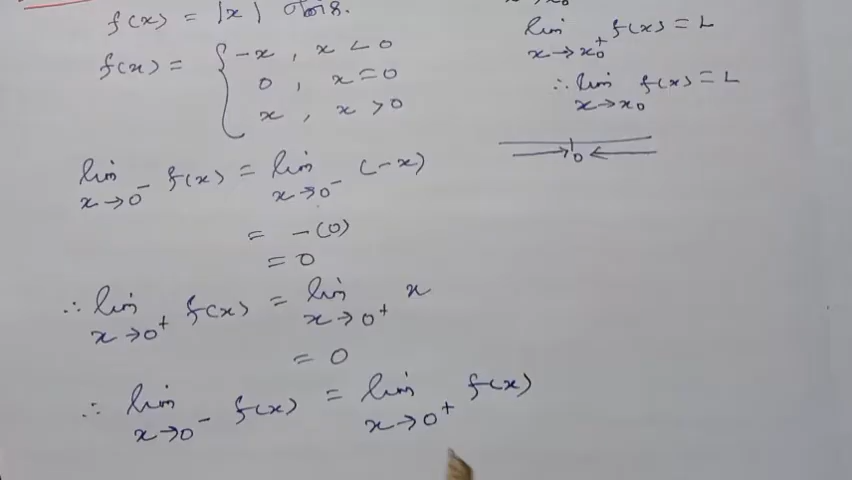 f(x) = |x|
f(x) = { -x , x < 0
0 , x = 0
x , x > 0
lim x→0⁻ f(x) = lim x→0⁻ (-x)
= -(0)
= 0
∴ lim x→0⁺ f(x) = lim x→0⁺ x
= 0
∴ lim x→0⁻ f(x) = lim x→0⁺ f(x)
lim x→x₀⁺ f(x) = L
∴ lim x→x₀ f(x) = L
0